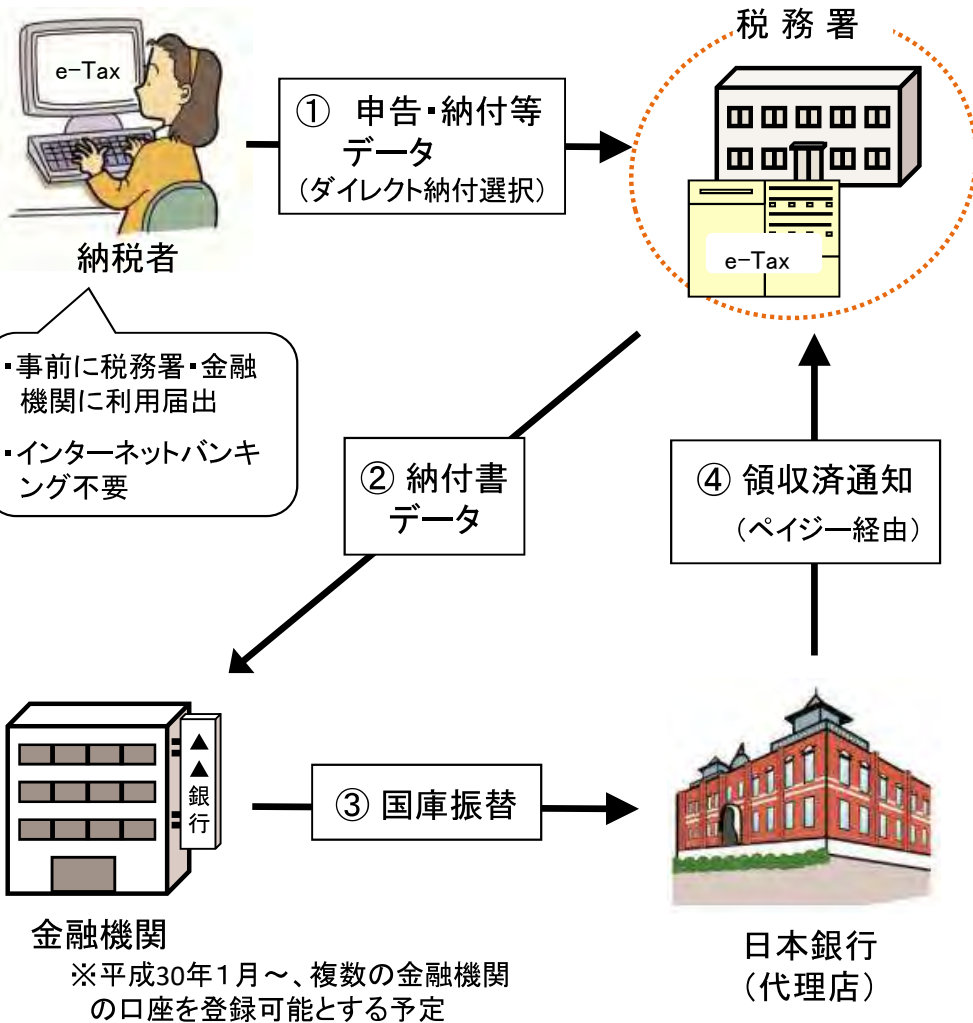 税務署
e-Tax
① 申告・納付等
データ
(ダイレクト納付選択)
e-Tax
納税者
・事前に税務署・金融
機関に利用届出
・インターネットバンキ
ング不要
② 納付書
データ
④ 領収済通知
(ペイジー経由)
▲▲銀行
③ 国庫振替
金融機関
※平成30年1月~、複数の金融機関
の口座を登録可能とする予定
日本銀行
(代理店)